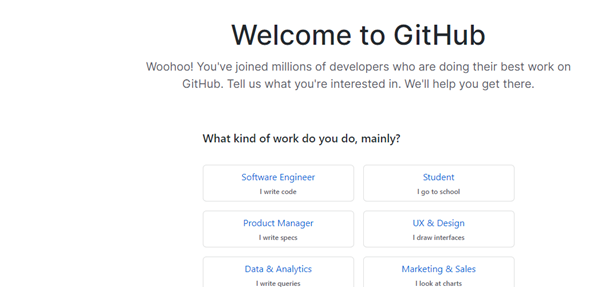 Welcome to GitHub
Woohoo! You've joined millions of developers who are doing their best work on
GitHub. Tell us what you're interested in. We'll help you get there.
What kind of work do you do, mainly?
Software Engineer
I write code
Student
I go to school
Product Manager
I write specs
UX & Design
I draw interfaces
Data & Analytics
I write queries
Marketing & Sales
I look at charts